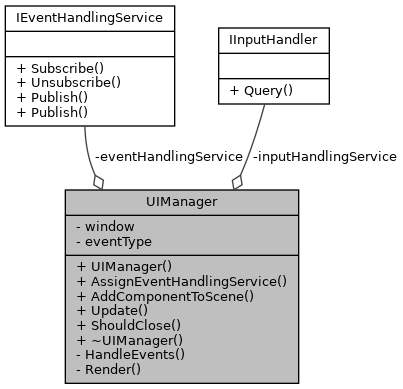 IEventHandlingService
+ Subscribe()
+ Unsubscribe()
+ Publish()
+ Publish()
IInputHandler
+ Query()
-eventHandlingService
-inputHandlingService
UIManager
- window
- eventType
+ UIManager()
+ AssignEventHandlingService()
+ AddComponentToScene()
+ Update()
+ ShouldClose()
+ ~UIManager()
- HandleEvents()
- Render()